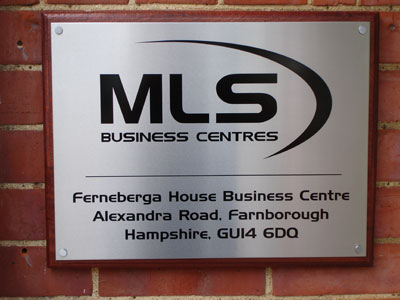 MLS
BUSINESS CENTRES
Ferneberga House Business Centre
Alexandra Road, Farnborough
Hampshire, GU14 6DQ